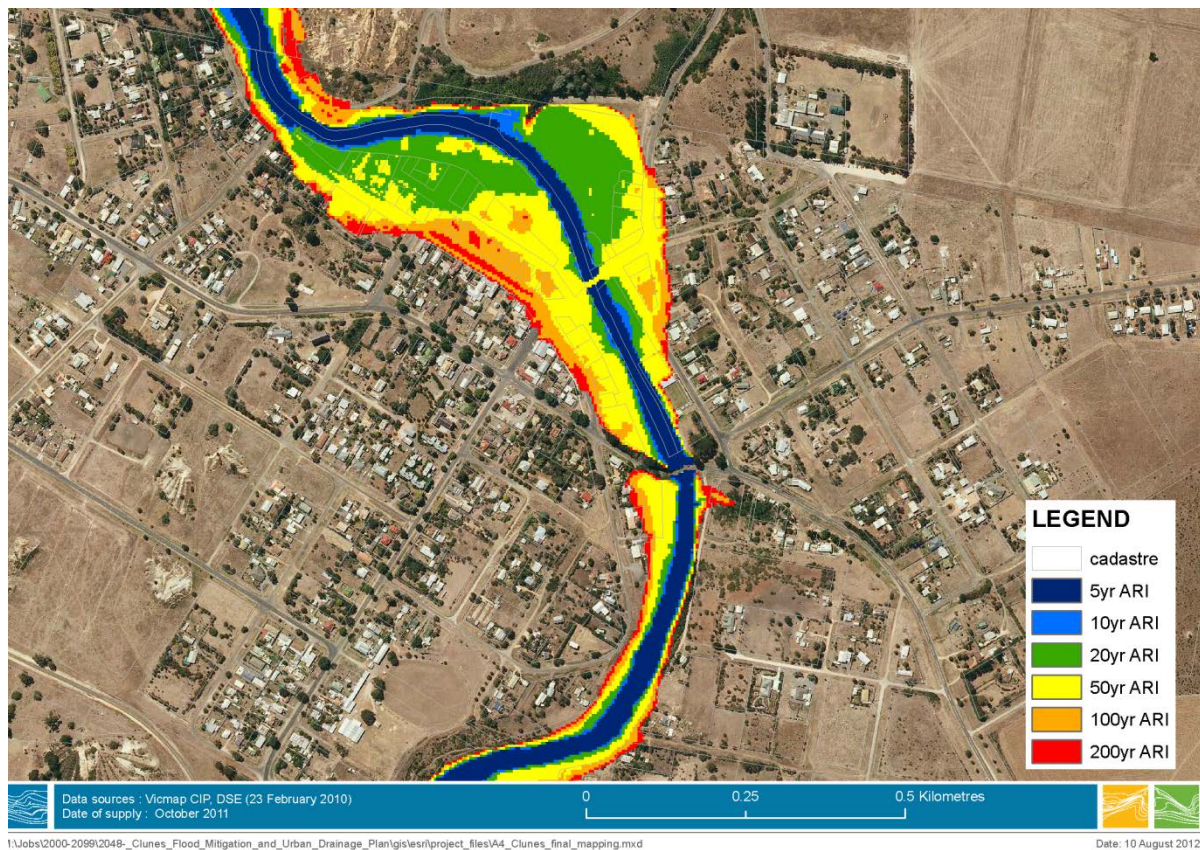 LEGEND
cadastre
5yr ARI
10yr ARI
20yr ARI
50yr ARI
100yr ARI
200yr ARI
Data sources : Vicmap CIP, DSE (23 February 2010)
Date of supply : October 2011
0 0.25 0.5 Kilometres
:\Jobs\2000-2099\2048-_Clunes_Flood_Mitigation_and_Urban_Drainage_Plan\gis\esri\project_files\A4_Clunes_final_mapping.mxd
Date: 10 August 2012